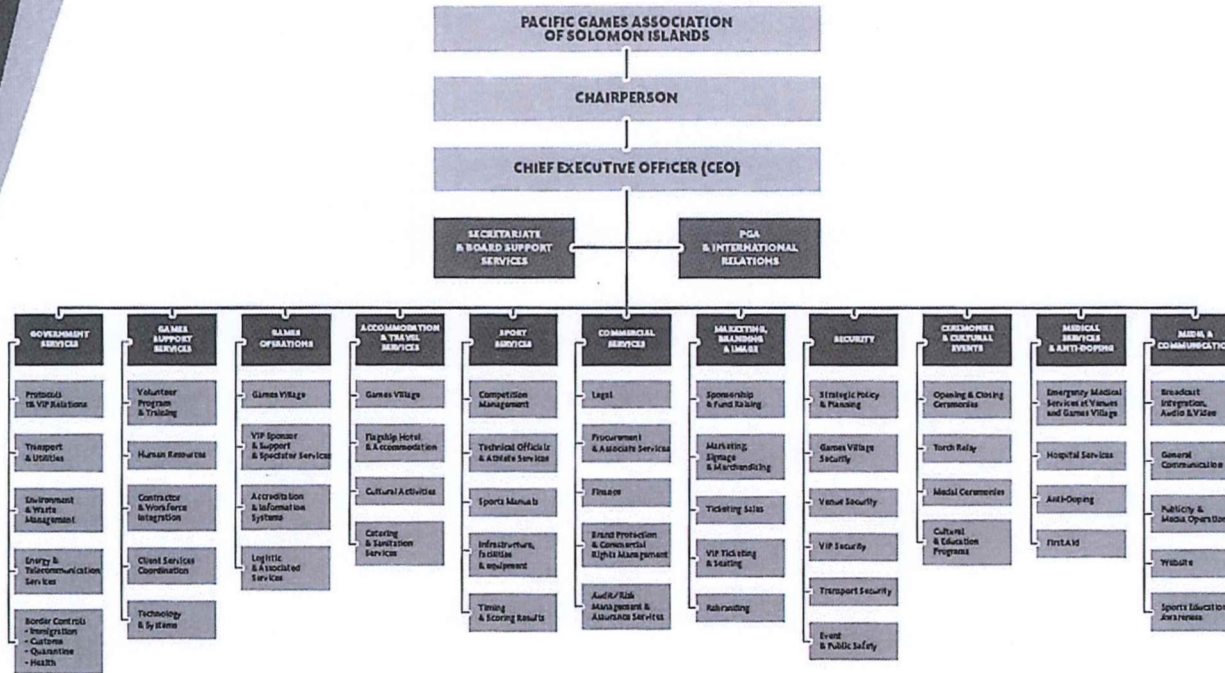 PACIFIC GAMES ASSOCIATION
OF SOLOMON ISLANDS
CHAIRPERSON
CHIEF EXECUTIVE OFFICER (CEO)
SECRETARIATE
& BOARD SUPPORT
SERVICES
PGA
& INTERNATIONAL
RELATIONS
GOVERNMENT
SERVICES
Protocols
& VIP Relations
Transport
& Utilities
Environment
& Waste
Management
Energy &
Telecommunication
Services
Border Controls
- Immigration
- Customs
- Quarantine
- Health
GAMES
SUPPORT
SERVICES
Volunteer
Program
& Training
Human Resources
Contractor
& Workforce
Integration
Client Services
Coordination
Technology
& Systems
GAMES
OPERATIONS
Games Village
VIP Sponsor
& Support
& Spectator Services
Accreditation
& Information
Systems
Logistic
& Associated
Services
ACCOMMODATION
& TRAVEL
SERVICES
Games Village
Flagship Hotel
& Accommodation
Cultural Activities
Catering
& Sanitation
Services
SPORT
SERVICES
Competition
Management
Technical Officials
& Athlete Services
Sports Manuals
Infrastructure,
facilities
& equipment
Timing
& Scoring Results
COMMERCIAL
SERVICES
Legal
Procurement
& Associate Services
Finance
Brand Protection
& Commercial
Rights Management
Audit/Risk
Management &
Assurance Services
MARKETING,
BRANDING
& IMAGE
Sponsorship
& Fund Raising
Marketing,
Signage
& Merchandizing
Ticketing Sales
VIP Ticketing
& Seating
Rebranding
SECURITY
Strategic Policy
& Planning
Games Village
Security
Venue Security
VIP Security
Transport Security
Event
& Public Safety
CEREMONIES
& CULTURAL
EVENTS
Opening & Closing
Ceremonies
Torch Relay
Medal Ceremonies
Cultural
& Education
Programs
MEDICAL
SERVICES
& ANTI-DOPING
Emergency Medical
Services at Venues
and Games Village
Hospital Services
Anti-Doping
First Aid
MEDIA &
COMMUNICATION
Broadcast
Integration,
Audio & Video
General
Communication
Publicity &
Media Operation
Website
Sports Education
Awareness